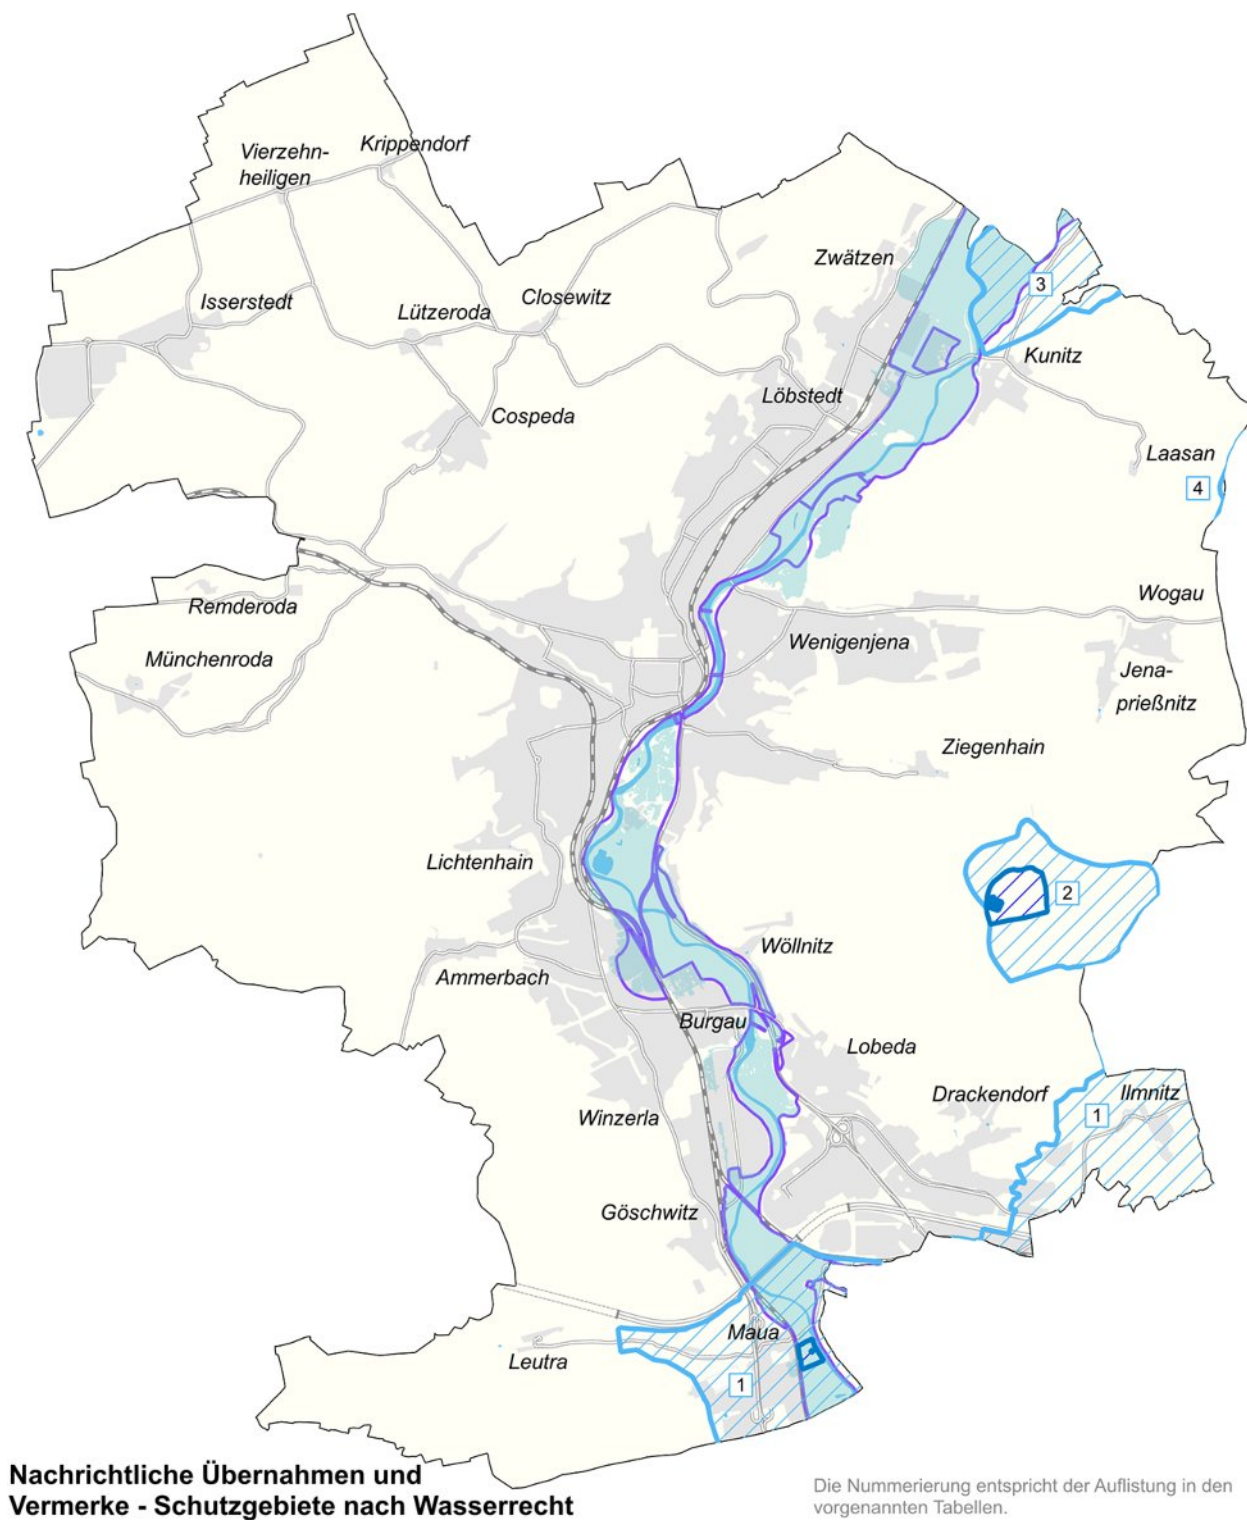 Krippendorf
Vierzehn-
heiligen
Zwätzen
3
Isserstedt
Closewitz
Lützeroda
Kunitz
Löbstedt
Cospeda
Laasan
4
Wogau
Remderoda
Wenigenjena
Münchenroda
Jena-
prießnitz
Ziegenhain
Lichtenhain
2
Wöllnitz
Ammerbach
Burgau
Lobeda
Drackendorf
Ilmnitz
1
Winzerla
Göschwitz
Maua
Leutra
1
Nachrichtliche Übernahmen und
Vermerke - Schutzgebiete nach Wasserrecht
Die Nummerierung entspricht der Auflistung in den
vorgenannten Tabellen.